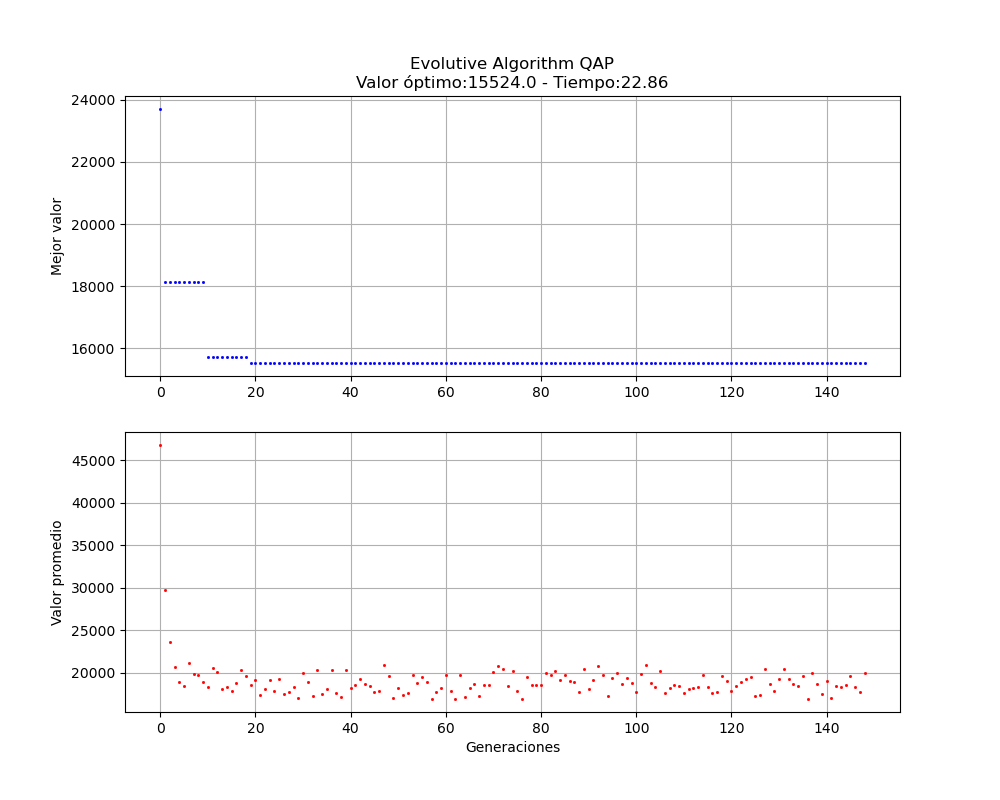 Evolutive Algorithm QAP
Valor óptimo:15524.0 - Tiempo:22.86
Mejor valor
24000
22000
20000
18000
16000
0 20 40 60 80 100 120 140
Valor promedio
45000
40000
35000
30000
25000
20000
0 20 40 60 80 100 120 140
Generaciones